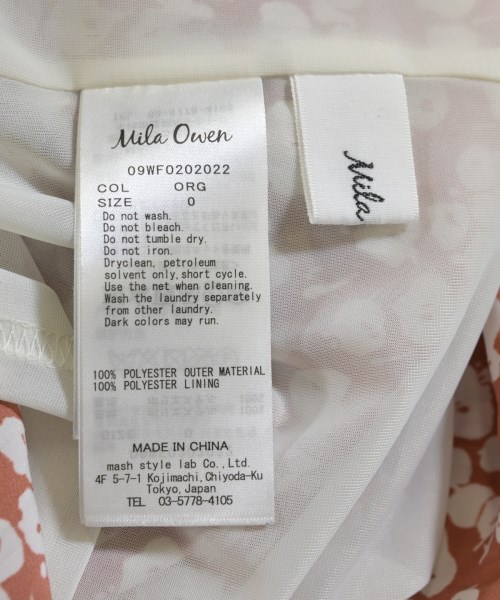 Mila Owen
09WF0202022
COL ORG
SIZE 0
Do not wash.
Do not bleach.
Do not tumble dry.
Do not iron.
Dryclean, petroleum
solvent only, short cycle.
Use the net when cleaning.
Wash the laundry separately
from other laundry.
Dark colors may run.
100% POLYESTER OUTER MATERIAL
100% POLYESTER LINING
MADE IN CHINA
mash style lab Co., Ltd.
4F 5-7-1 Kojimachi, Chiyoda-Ku
Tokyo, Japan
TEL 03-5778-4105
Mila